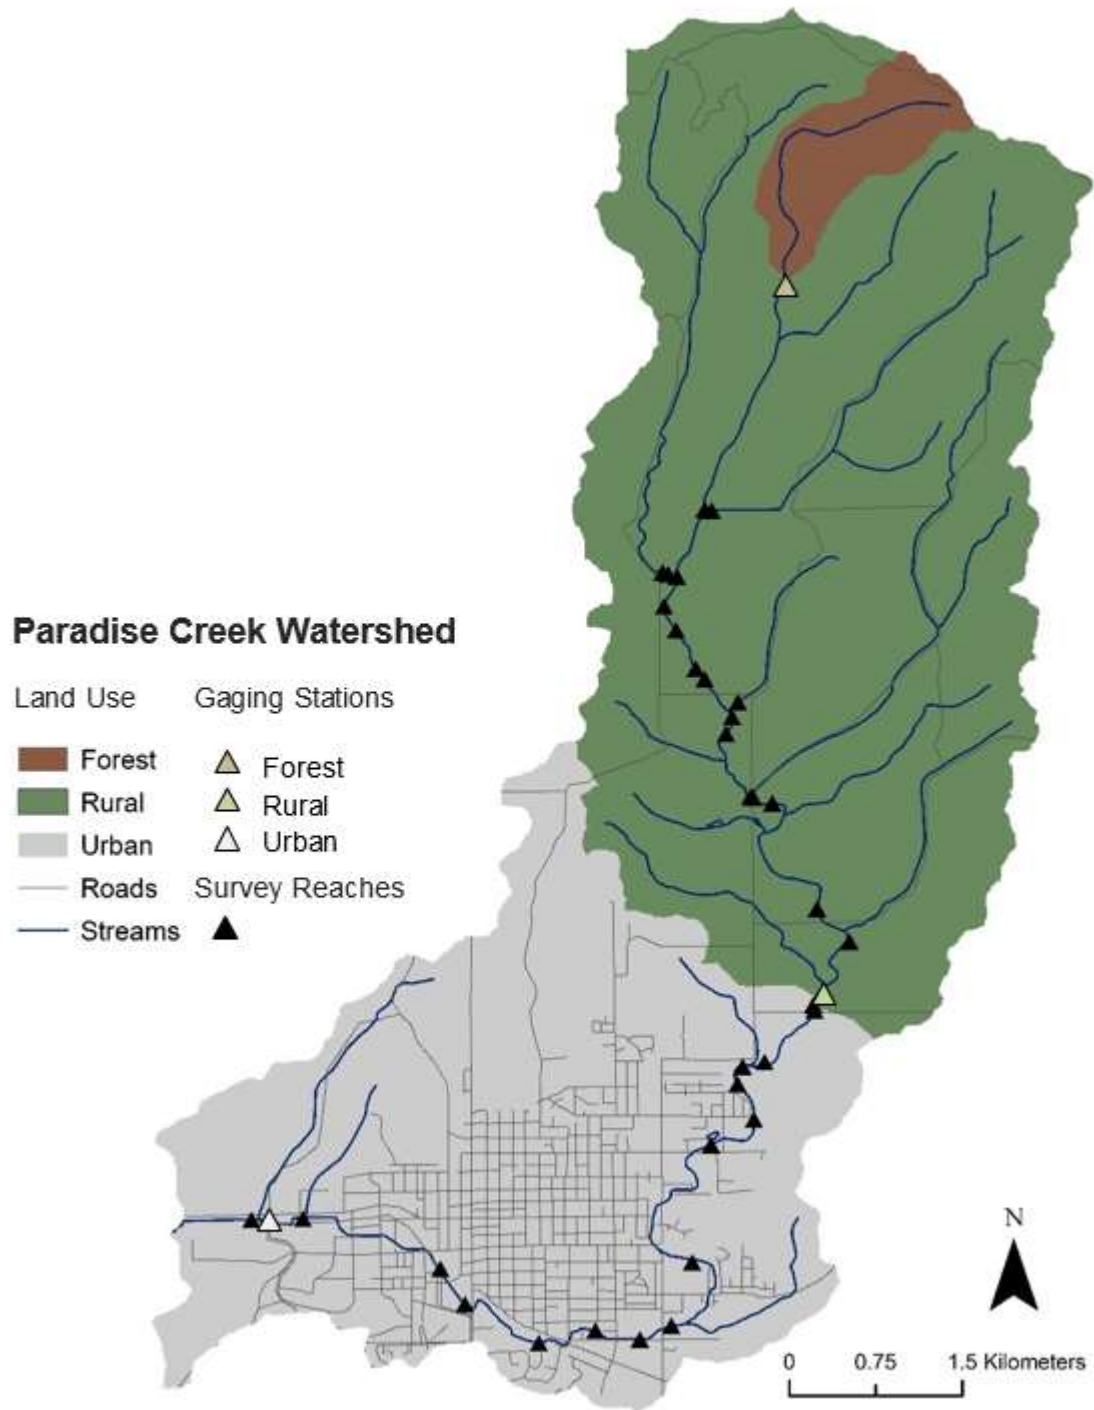 Paradise Creek Watershed
Land Use Gaging Stations
Forest Forest
Rural Rural
Urban Urban
Roads Survey Reaches
Streams
N
0 0.75 1.5 Kilometers